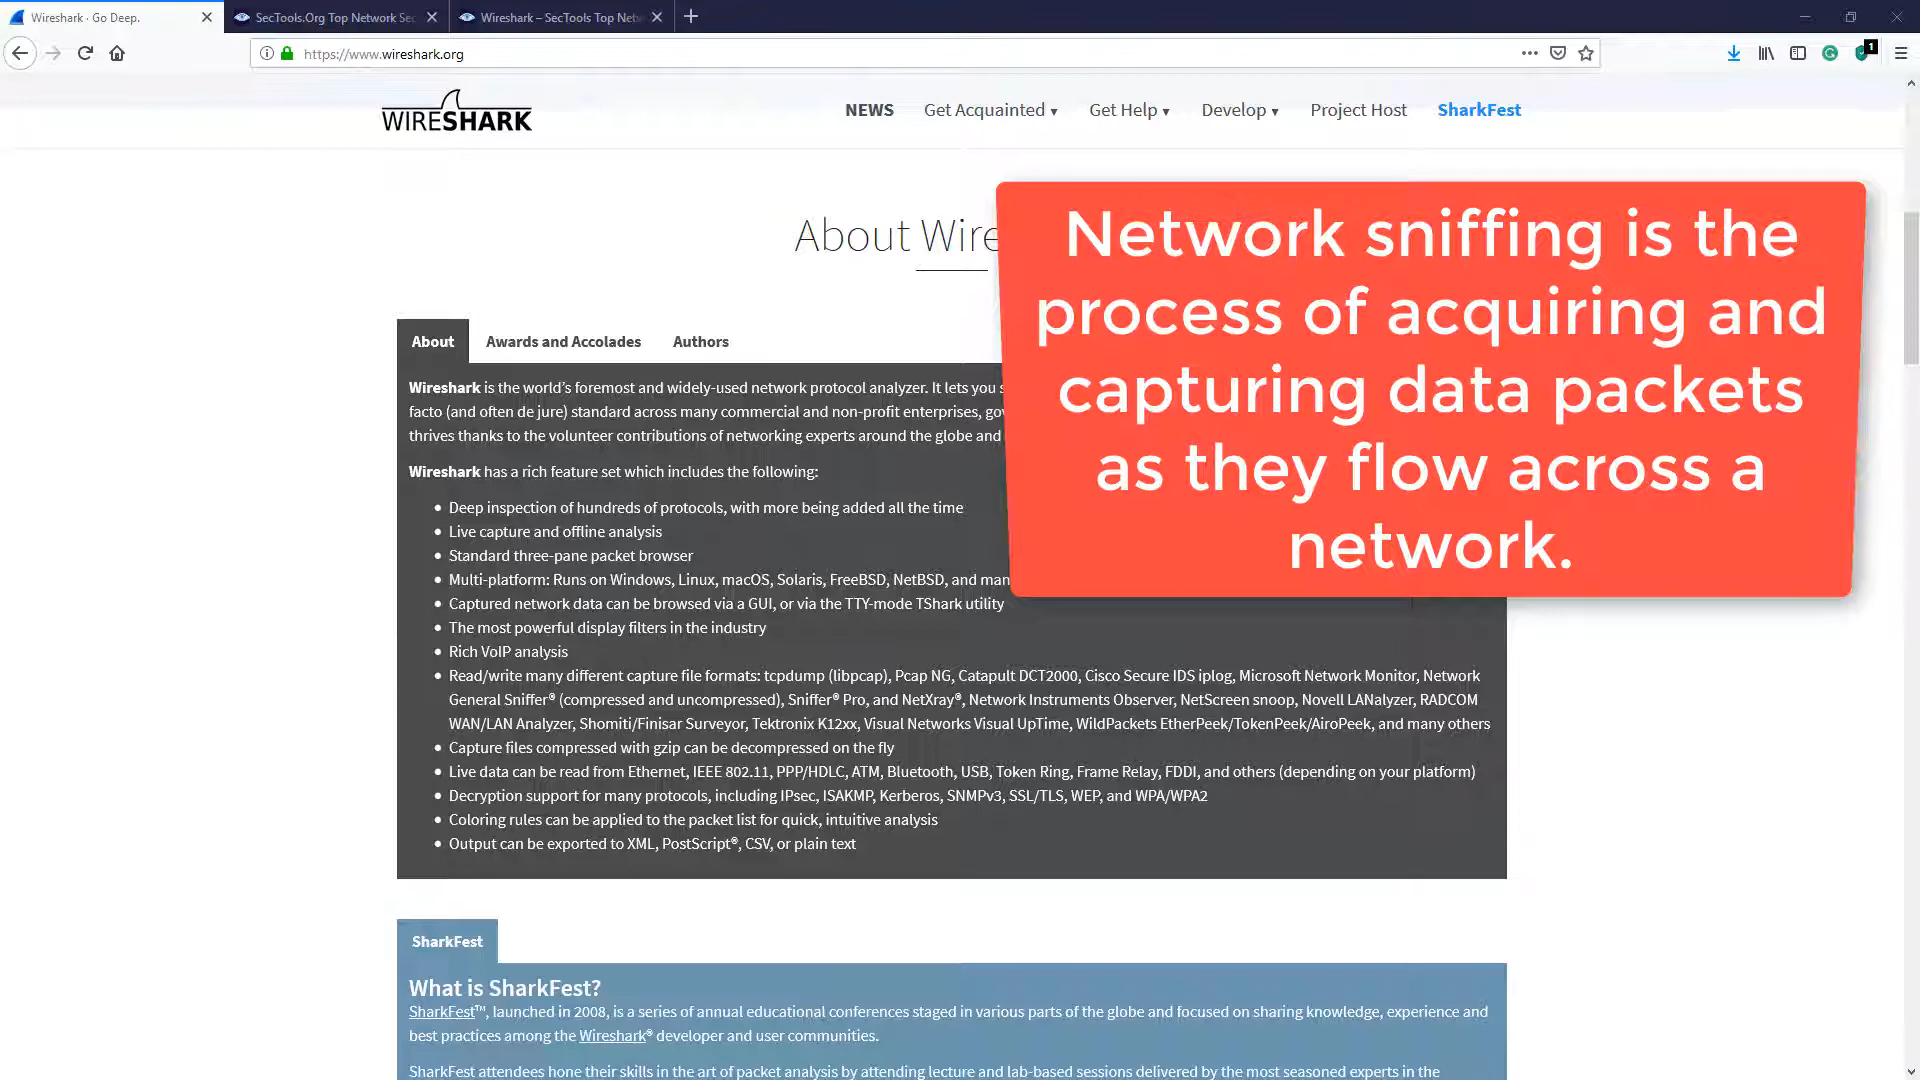 Wireshark · Go Deep.
SecTools.Org Top Network Sec
Wireshark – SecTools Top Netw
https://www.wireshark.org
1
WIRESHARK
NEWS
Get Acquainted ▾
Get Help ▾
Develop ▾
Project Host
SharkFest
About Wire
Network sniffing is the
process of acquiring and
capturing data packets
as they flow across a
network.
About
Awards and Accolades
Authors
Wireshark is the world's foremost and widely-used network protocol analyzer. It lets you s
facto (and often de jure) standard across many commercial and non-profit enterprises, gov
thrives thanks to the volunteer contributions of networking experts around the globe and
Wireshark has a rich feature set which includes the following:
• Deep inspection of hundreds of protocols, with more being added all the time
• Live capture and offline analysis
• Standard three-pane packet browser
• Multi-platform: Runs on Windows, Linux, macOS, Solaris, FreeBSD, NetBSD, and man
• Captured network data can be browsed via a GUI, or via the TTY-mode TShark utility
• The most powerful display filters in the industry
• Rich VoIP analysis
• Read/write many different capture file formats: tcpdump (libpcap), Pcap NG, Catapult DCT2000, Cisco Secure IDS iplog, Microsoft Network Monitor, Network
General Sniffer® (compressed and uncompressed), Sniffer® Pro, and NetXray®, Network Instruments Observer, NetScreen snoop, Novell LANalyzer, RADCOM
WAN/LAN Analyzer, Shomiti/Finisar Surveyor, Tektronix K12xx, Visual Networks Visual UpTime, WildPackets EtherPeek/TokenPeek/AiroPeek, and many others
• Capture files compressed with gzip can be decompressed on the fly
• Live data can be read from Ethernet, IEEE 802.11, PPP/HDLC, ATM, Bluetooth, USB, Token Ring, Frame Relay, FDDI, and others (depending on your platform)
• Decryption support for many protocols, including IPsec, ISAKMP, Kerberos, SNMPv3, SSL/TLS, WEP, and WPA/WPA2
• Coloring rules can be applied to the packet list for quick, intuitive analysis
• Output can be exported to XML, PostScript®, CSV, or plain text
SharkFest
What is SharkFest?
SharkFest™, launched in 2008, is a series of annual educational conferences staged in various parts of the globe and focused on sharing knowledge, experience and
best practices among the Wireshark® developer and user communities.
SharkFest attendees hone their skills in the art of packet analysis by attending lecture and lab-based sessions delivered by the most seasoned experts in the